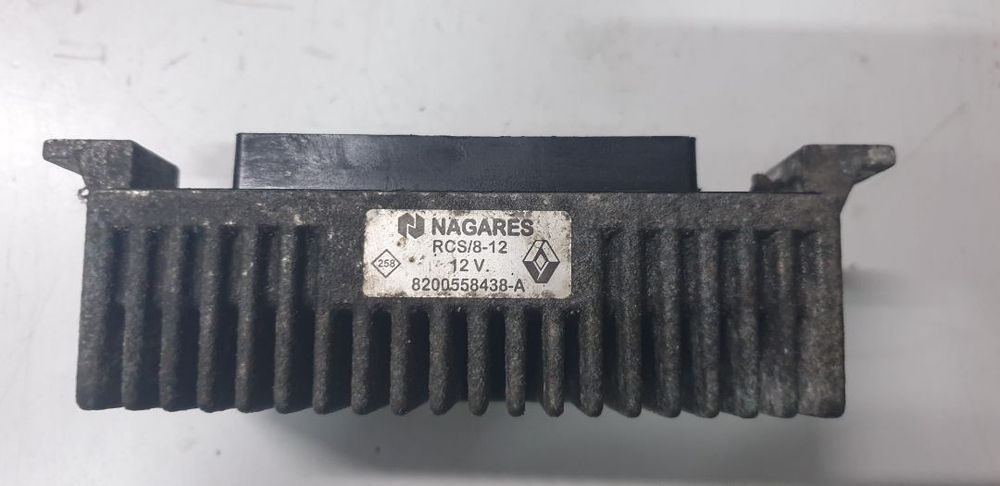 NAGARES
RCS/8-12
258
12 V.
8200558438-A